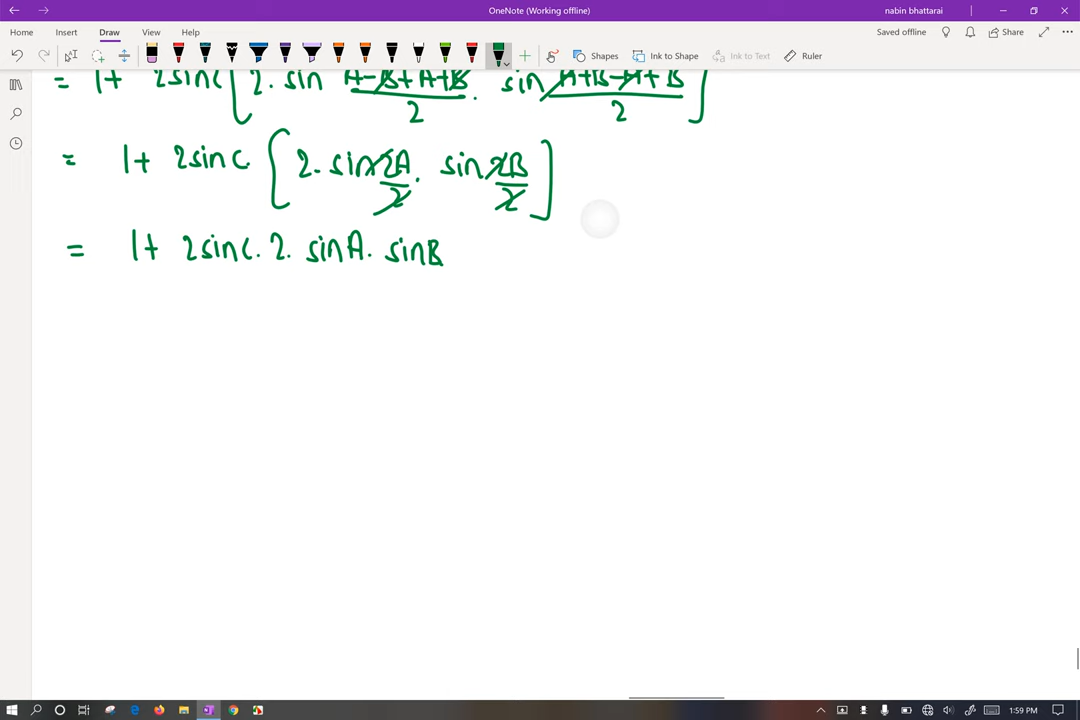 OneNote (Working offline)
nabin bhattarai
Home Insert Draw View Help
Saved offline
Share
Shapes
Ink to Shape
Ink to Text
Ruler
= 1+ 2sinC [ 2. sin (A-B+A+B)/2 . sin (A+B-A+B)/2 ]
= 1+ 2sinC. [ 2. sin 2A/2 . sin 2B/2 ]
= 1+ 2sinC. 2. sinA. sinB
1:59 PM